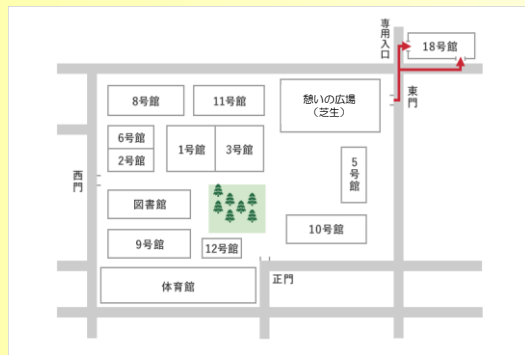 専用入口
18号館
8号館
11号館
憩いの広場
（芝生）
東門
6号館
2号館
1号館
3号館
5号館
西門
図書館
10号館
9号館
12号館
正門
体育館